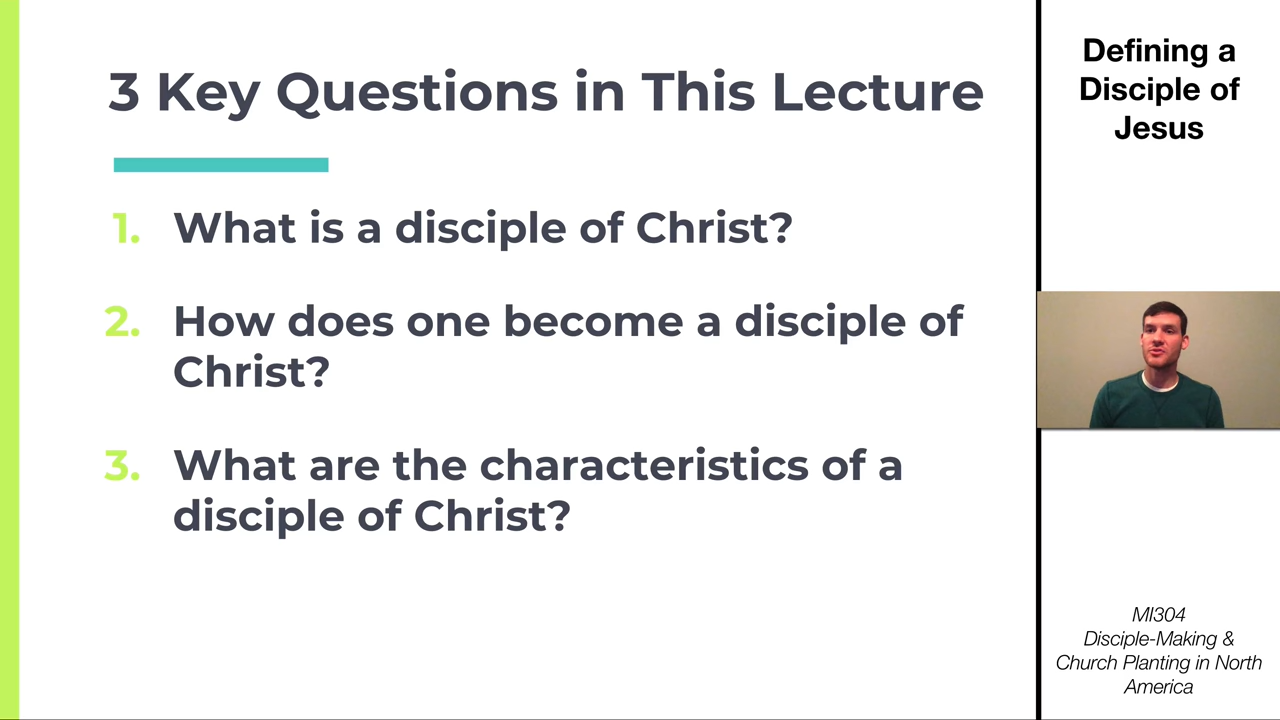 3 Key Questions in This Lecture
1. What is a disciple of Christ?
2. How does one become a disciple of
Christ?
3. What are the characteristics of a
disciple of Christ?
Defining a
Disciple of
Jesus
MI304
Disciple-Making &
Church Planting in North
America